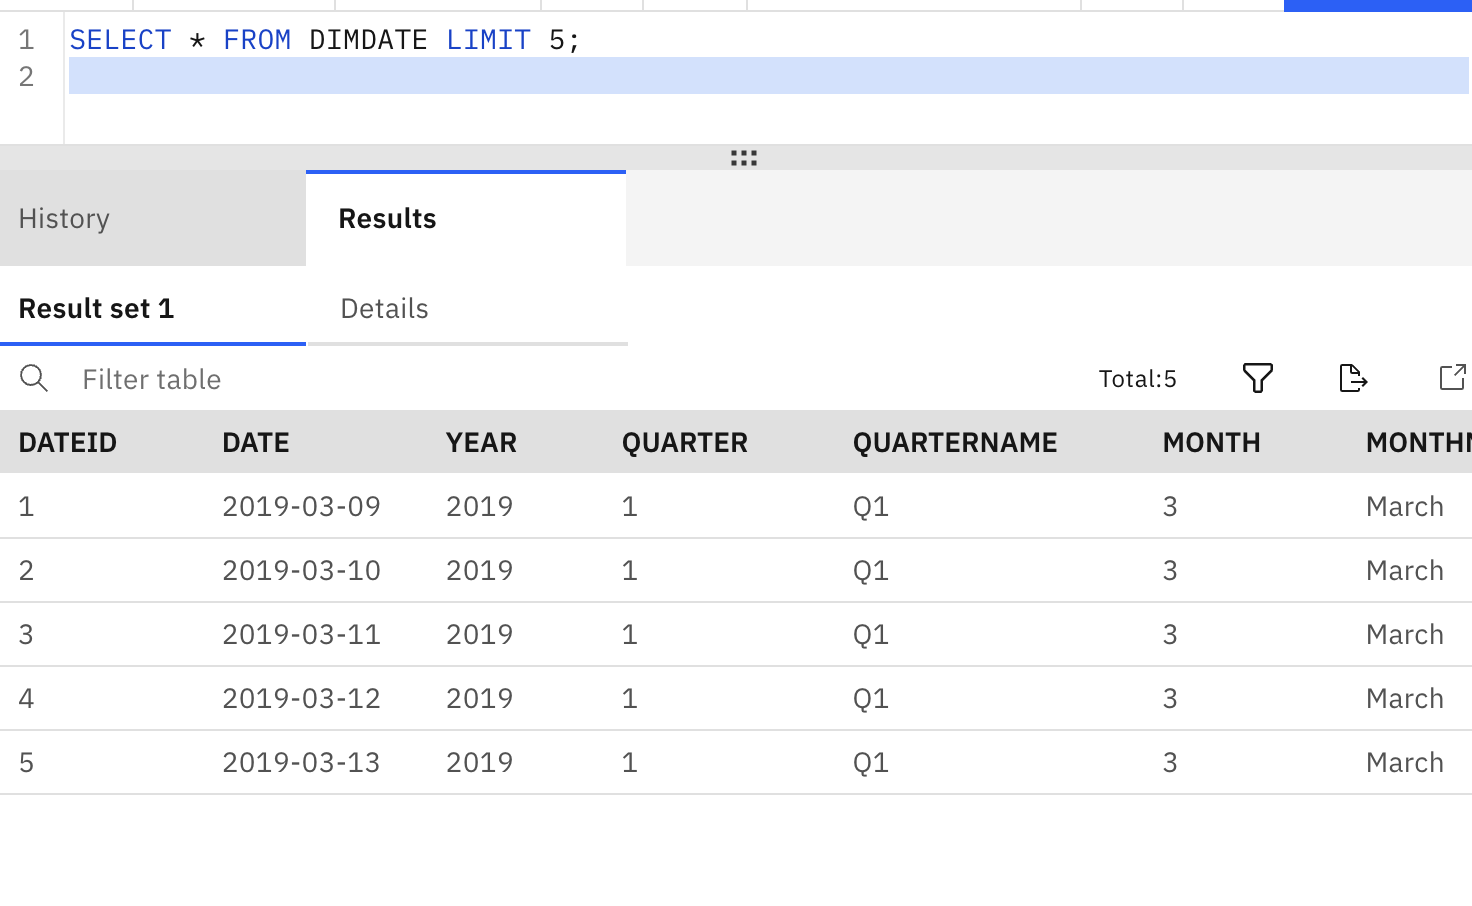 1 SELECT * FROM DIMDATE LIMIT 5;
2
History Results
Result set 1 Details
Filter table Total:5
DATEID DATE YEAR QUARTER QUARTERNAME MONTH MONTHN
1 2019-03-09 2019 1 Q1 3 March
2 2019-03-10 2019 1 Q1 3 March
3 2019-03-11 2019 1 Q1 3 March
4 2019-03-12 2019 1 Q1 3 March
5 2019-03-13 2019 1 Q1 3 March